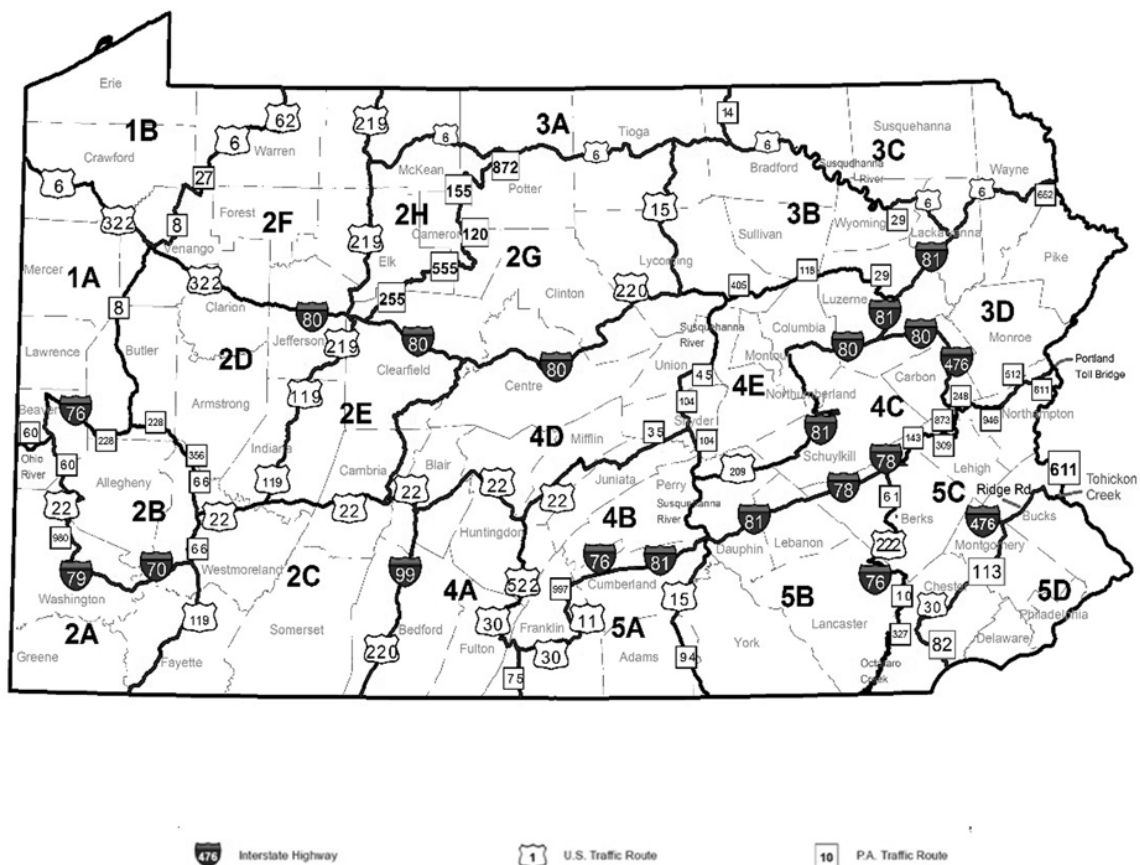 Erie
62
219
1B
Warren
6
6
14
3A
Tioga
6
6
Susquehanna
3C
Crawford
McKean
872
Bradford
Susquehanna
River
Wayne
6
27
155
Potter
6
6
652
322
8
Forest
2F
2H
15
3B
Wyoming
29
Venango
219
Cameron
120
Sullivan
Lackawanna
Mercer
1A
Elk
555
2G
Lycoming
81
Pike
322
255
220
405
118
29
8
Clarion
80
Clinton
Luzerne
81
3D
Lawrence
Butler
2D
Jefferson
219
80
Susquehanna
River
Columbia
80
80
Monroe
Clearfield
Centre
80
Union
45
Montou
476
Portland
Toll Bridge
Beaver
76
Armstrong
119
2E
104
4E
Northumberland
Carbon
512
611
60
228
228
4D
Snyder
4C
248
946
Northampton
Ohio
River
60
Indiana
Mifflin
35
104
81
873
143
309
356
Cambria
Blair
Schuylkill
78
Allegheny
66
119
22
22
Juniata
Perry
209
Lehigh
611
22
2B
22
22
22
Susquehanna
River
78
61
5C
Ridge Rd
Tohickon
Creek
980
Huntingdon
4B
81
Berks
476
Bucks
66
Dauphin
Lebanon
222
Montgomery
79
70
Westmoreland
2C
99
4A
522
76
81
Cumberland
76
Chester
113
5D
Washington
997
15
5B
10
30
Philadelphia
2A
119
30
Franklin
11
5A
Lancaster
327
Delaware
Greene
Fayette
Somerset
220
Bedford
Fulton
30
Adams
94
York
Octoraro
Creek
82
75
476 Interstate Highway
1 U.S. Traffic Route
10 P.A. Traffic Route